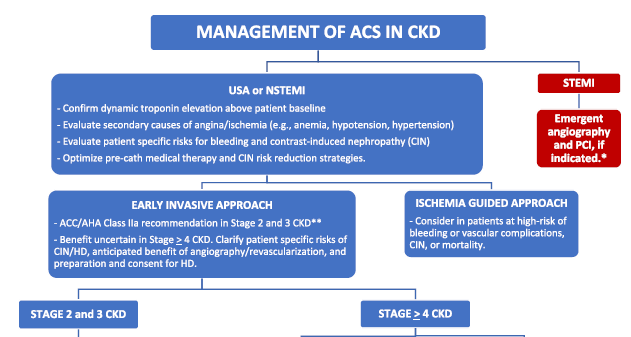 MANAGEMENT OF ACS IN CKD
USA or NSTEMI
- Confirm dynamic troponin elevation above patient baseline
- Evaluate secondary causes of angina/ischemia (e.g., anemia, hypotension, hypertension)
- Evaluate patient specific risks for bleeding and contrast-induced nephropathy (CIN)
- Optimize pre-cath medical therapy and CIN risk reduction strategies.
STEMI
Emergent
angiography
and PCI, if
indicated.*
EARLY INVASIVE APPROACH
- ACC/AHA Class IIa recommendation in Stage 2 and 3 CKD**
- Benefit uncertain in Stage ≥ 4 CKD. Clarify patient specific risks of
CIN/HD, anticipated benefit of angiography/revascularization, and
preparation and consent for HD.
ISCHEMIA GUIDED APPROACH
- Consider in patients at high-risk of
bleeding or vascular complications,
CIN, or mortality.
STAGE 2 and 3 CKD
STAGE ≥ 4 CKD